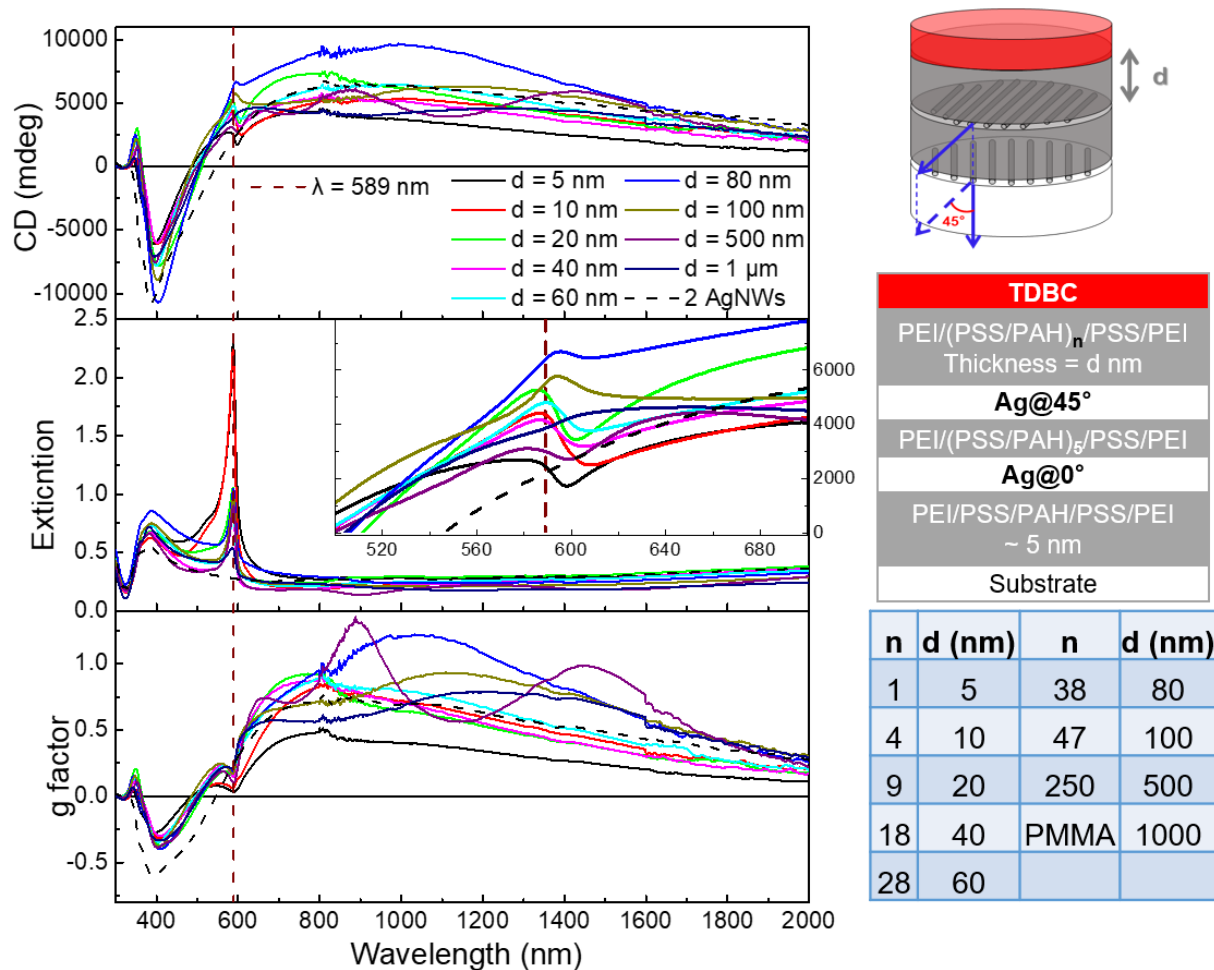 10000
5000
0
-5000
-10000
CD (mdeg)
λ = 589 nm
d = 5 nm
d = 10 nm
d = 20 nm
d = 40 nm
d = 60 nm
d = 80 nm
d = 100 nm
d = 500 nm
d = 1 µm
2 AgNWs
2.5
2.0
1.5
1.0
0.5
0.0
Exticntion
6000
4000
2000
0
520 560 600 640 680
1.0
0.5
0.0
-0.5
g factor
400 600 800 1000 1200 1400 1600 1800 2000
Wavelength (nm)
d
45°
TDBC
PEI/(PSS/PAH)n/PSS/PEI
Thickness = d nm
Ag@45°
PEI/(PSS/PAH)5/PSS/PEI
Ag@0°
PEI/PSS/PAH/PSS/PEI
~ 5 nm
Substrate
n d (nm) n d (nm)
1 5 38 80
4 10 47 100
9 20 250 500
18 40 PMMA 1000
28 60